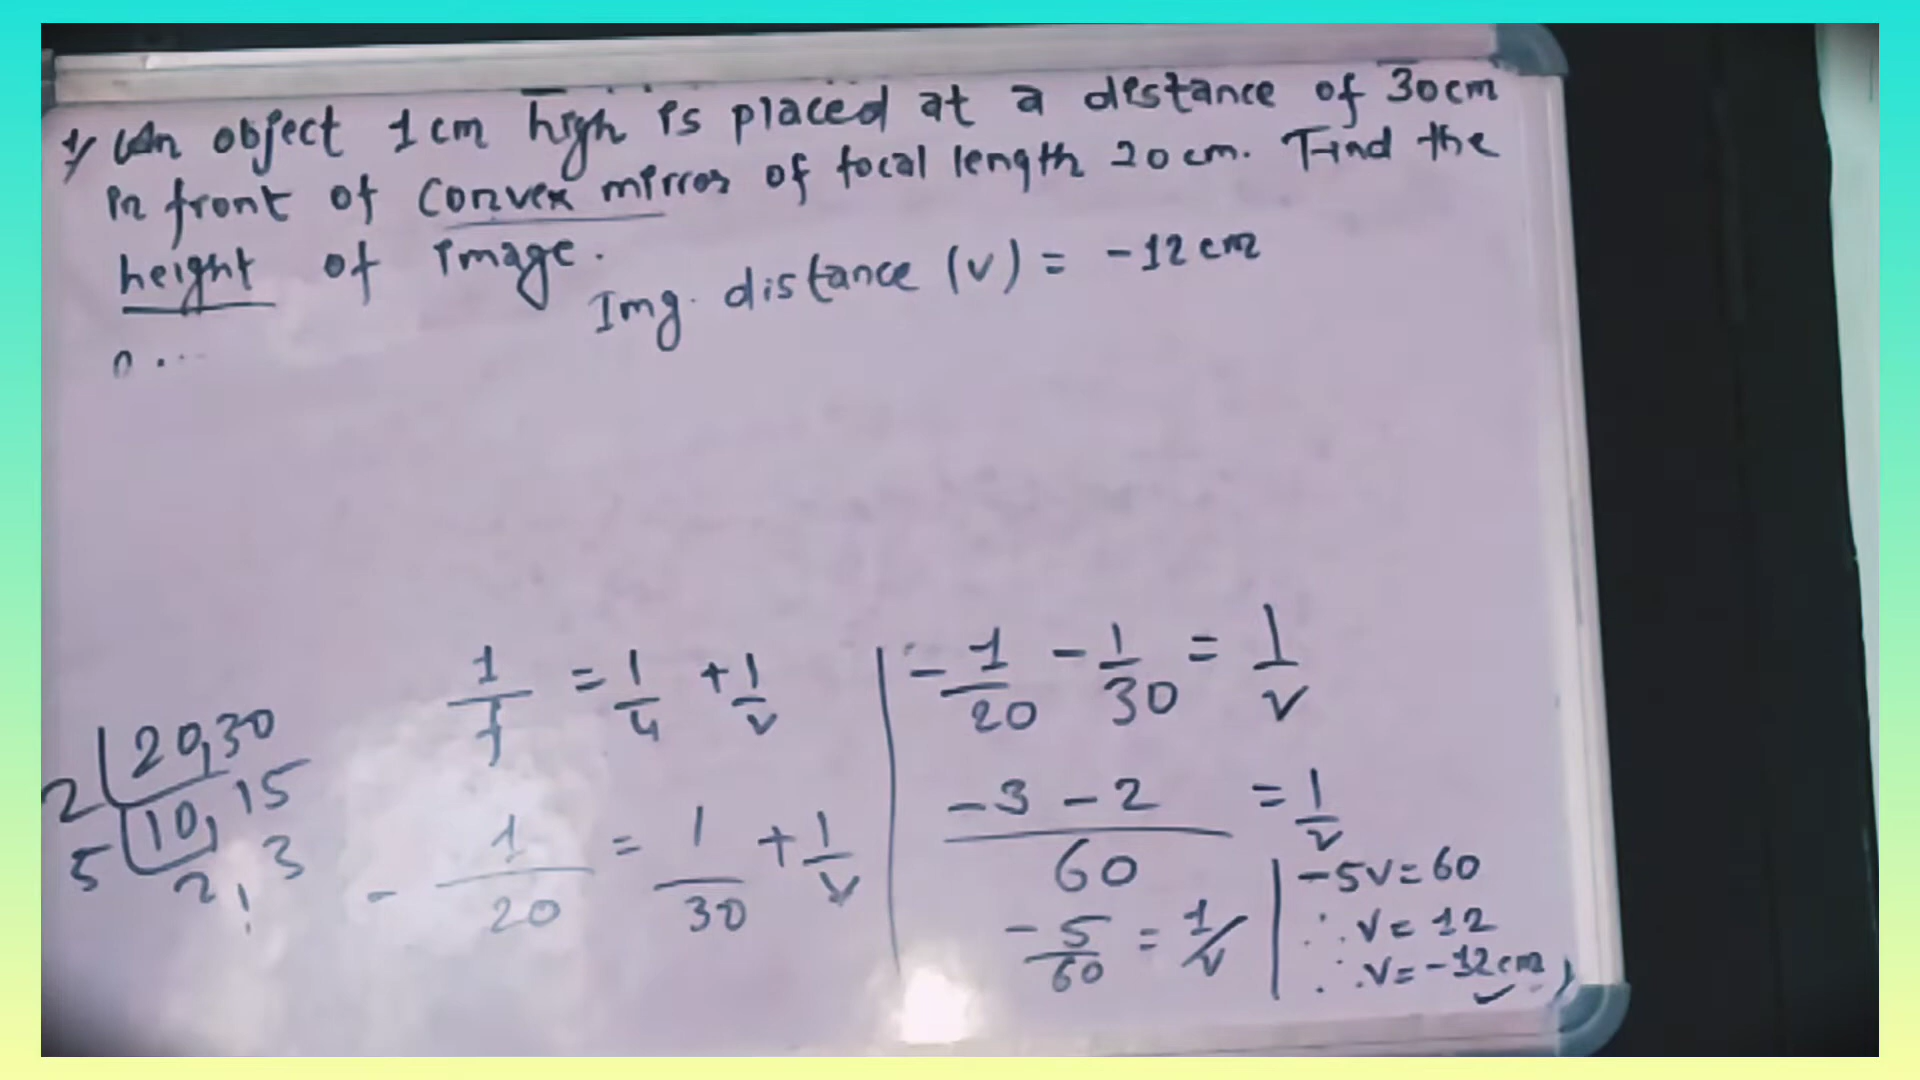 1) An object 1 cm high is placed at a distance of 30cm
in front of convex mirror of focal length 20 cm. Find the
height of image.
Img. distance (v) = -12 cm
1/f = 1/u + 1/v
- 1/20 = 1/30 + 1/v
2 | 20,30
5 | 10, 15
2, 3
- 1/20 - 1/30 = 1/v
-3 - 2 / 60 = 1/v
- 5/60 = 1/v
-5v = 60
∴ v = 12
∴ v = -12cm